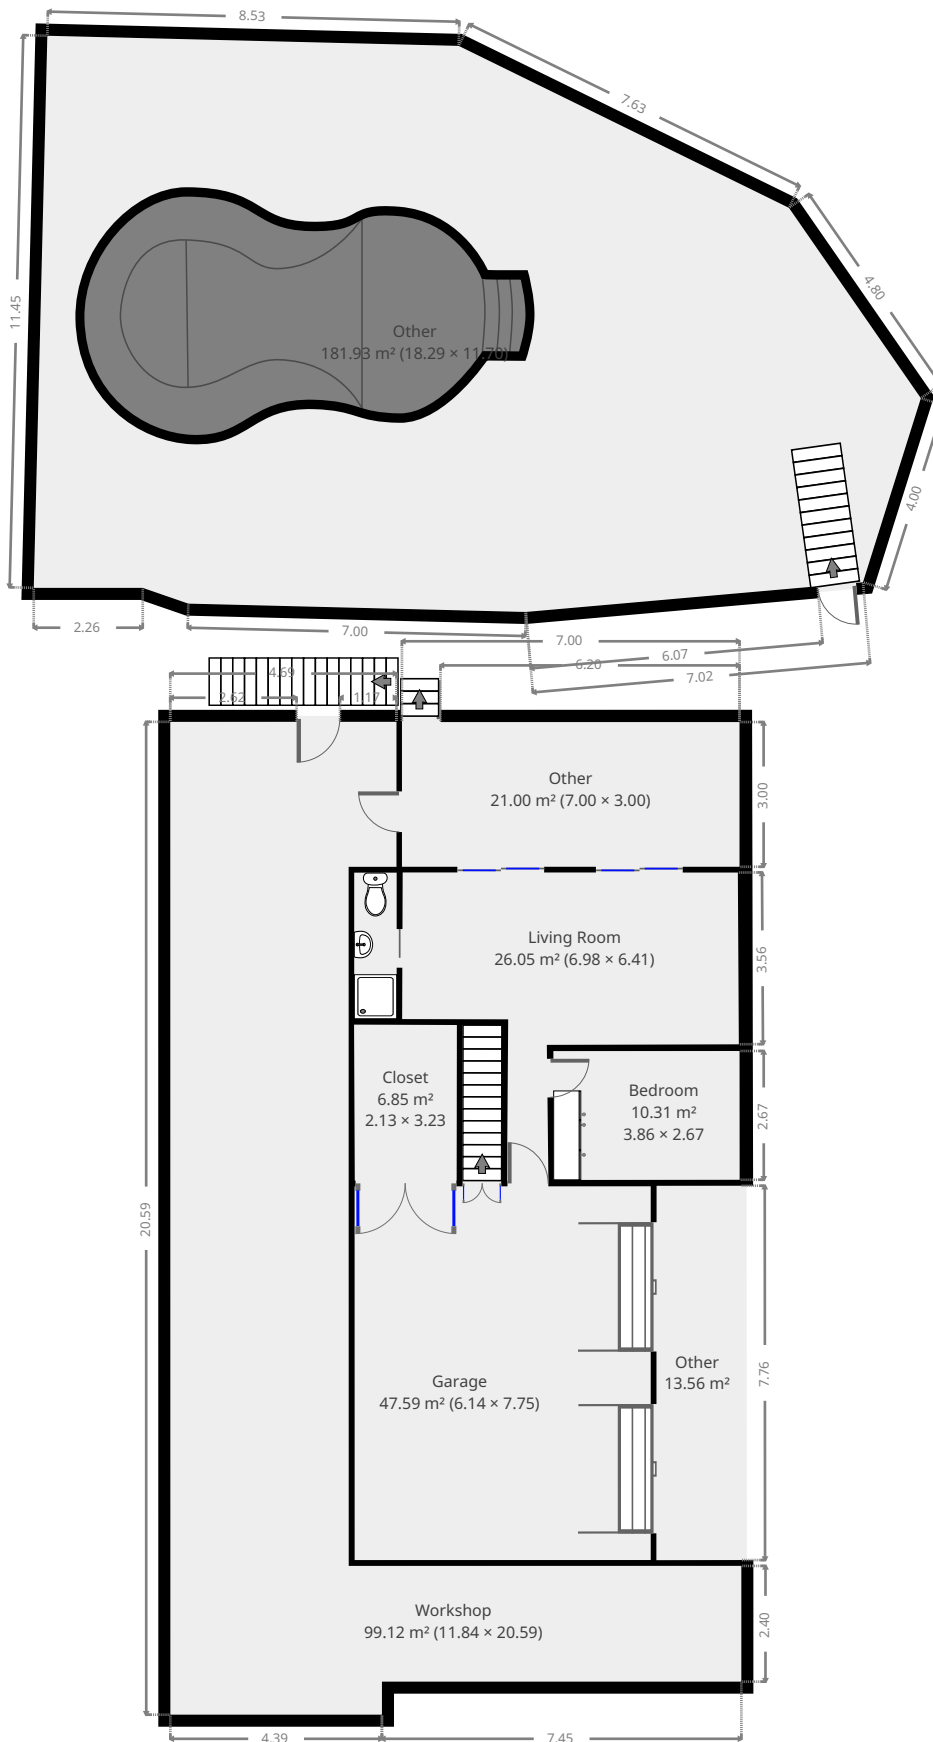 8.53
7.63
4.80
11.45
Other
181.93 m² (18.29 × 11.70)
4.00
2.26
7.00
7.00
6.07
6.20
7.02
4.69
2.62
1.17
3.00
Other
21.00 m² (7.00 × 3.00)
Living Room
26.05 m² (6.98 × 6.41)
3.56
Closet
6.85 m²
2.13 × 3.23
Bedroom
10.31 m²
3.86 × 2.67
2.67
20.59
Other
13.56 m²
7.76
Garage
47.59 m² (6.14 × 7.75)
Workshop
99.12 m² (11.84 × 20.59)
2.40
4.39
7.45